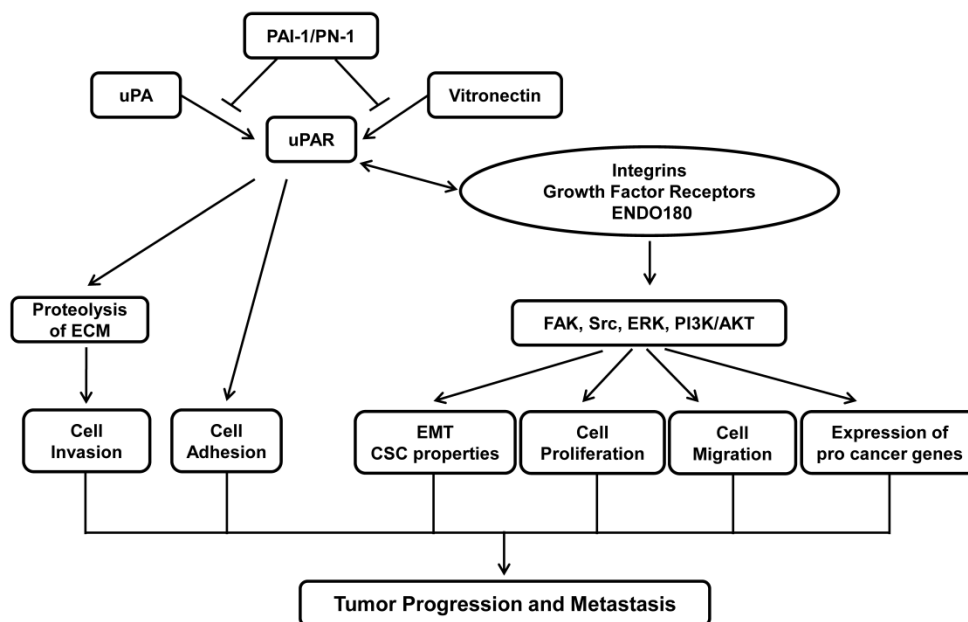 PAI-1/PN-1
uPA
Vitronectin
uPAR
Integrins
Growth Factor Receptors
ENDO180
Proteolysis
of ECM
FAK, Src, ERK, PI3K/AKT
Cell
Invasion
Cell
Adhesion
EMT
CSC properties
Cell
Proliferation
Cell
Migration
Expression of
pro cancer genes
Tumor Progression and Metastasis